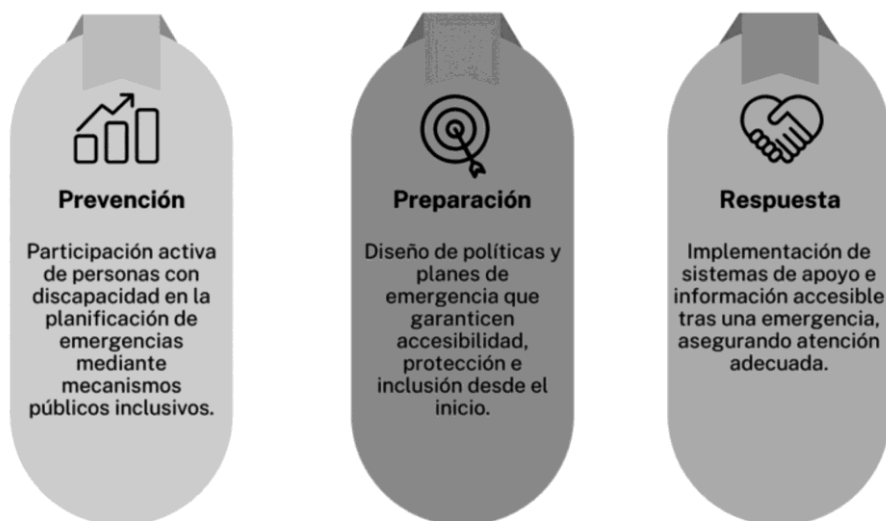 Prevención
Participación activa
de personas con
discapacidad en la
planificación de
emergencias
mediante
mecanismos
públicos inclusivos.
Preparación
Diseño de políticas y
planes de
emergencia que
garanticen
accesibilidad,
protección e
inclusión desde el
inicio.
Respuesta
Implementación de
sistemas de apoyo e
información accesible
tras una emergencia,
asegurando atención
adecuada.